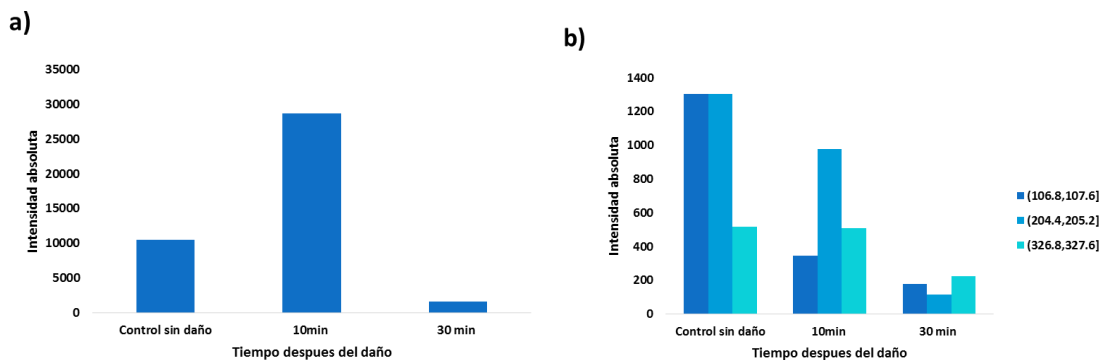 a)
35000
30000
25000
20000
15000
10000
5000
0
Intensidad absoluta
Control sin daño
10min
30 min
Tiempo despues del daño
b)
1400
1200
1000
800
600
400
200
0
Intensidad absoluta
Control sin daño
10min
30 min
Tiempo despues del daño
(106.8,107.6]
(204.4,205.2]
(326.8,327.6]